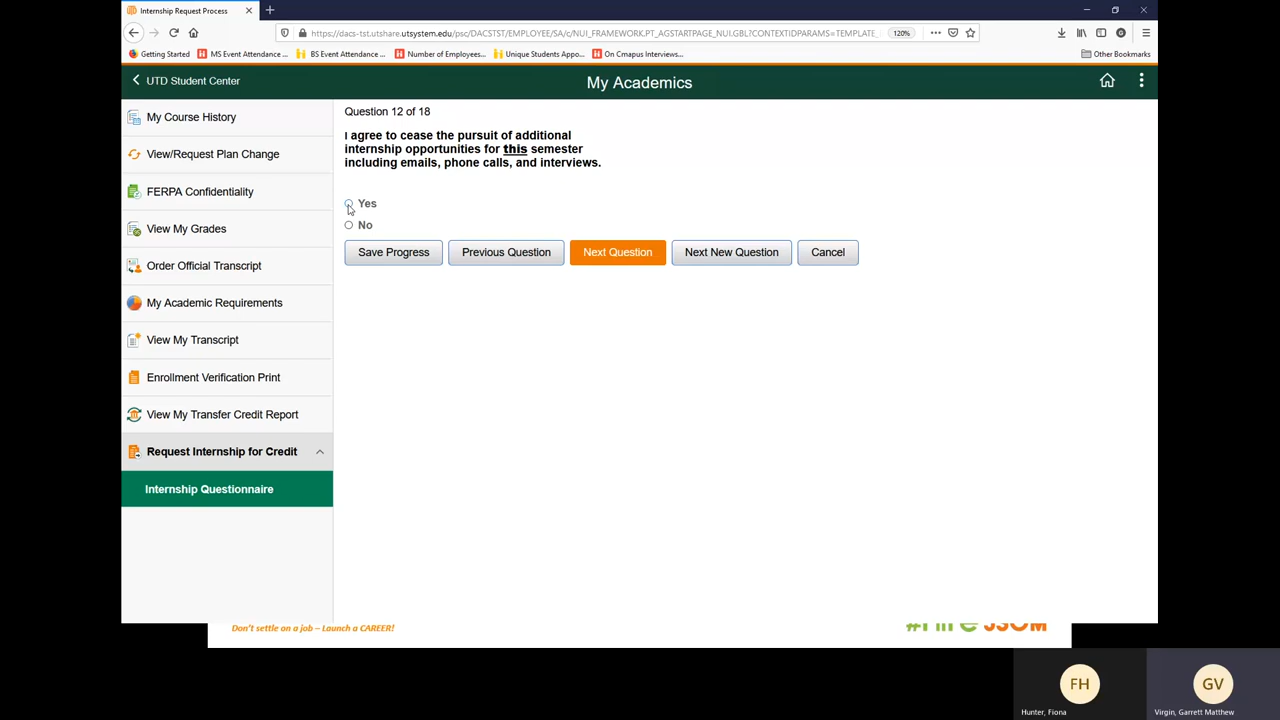 Internship Request Process
https://dacs-tst.utshare.utsystem.edu/psc/DACSTST/EMPLOYEE/SA/c/NUI_FRAMEWORK.PT_AGSTARTPAGE_NUI.GBL?CONTEXTIDPARAMS=TEMPLATE_
120%
Getting Started
MS Event Attendance ...
BS Event Attendance ...
Number of Employees...
Unique Students Appo...
On Cmapus Interviews...
Other Bookmarks
UTD Student Center
My Academics
My Course History
View/Request Plan Change
FERPA Confidentiality
View My Grades
Order Official Transcript
My Academic Requirements
View My Transcript
Enrollment Verification Print
View My Transfer Credit Report
Request Internship for Credit
Internship Questionnaire
Question 12 of 18
I agree to cease the pursuit of additional
internship opportunities for this semester
including emails, phone calls, and interviews.
Yes
No
Save Progress
Previous Question
Next Question
Next New Question
Cancel
Don't settle on a job – Launch a CAREER!
#Hire JSOM
FH
Hunter, Fiona
GV
Virgin, Garrett Matthew